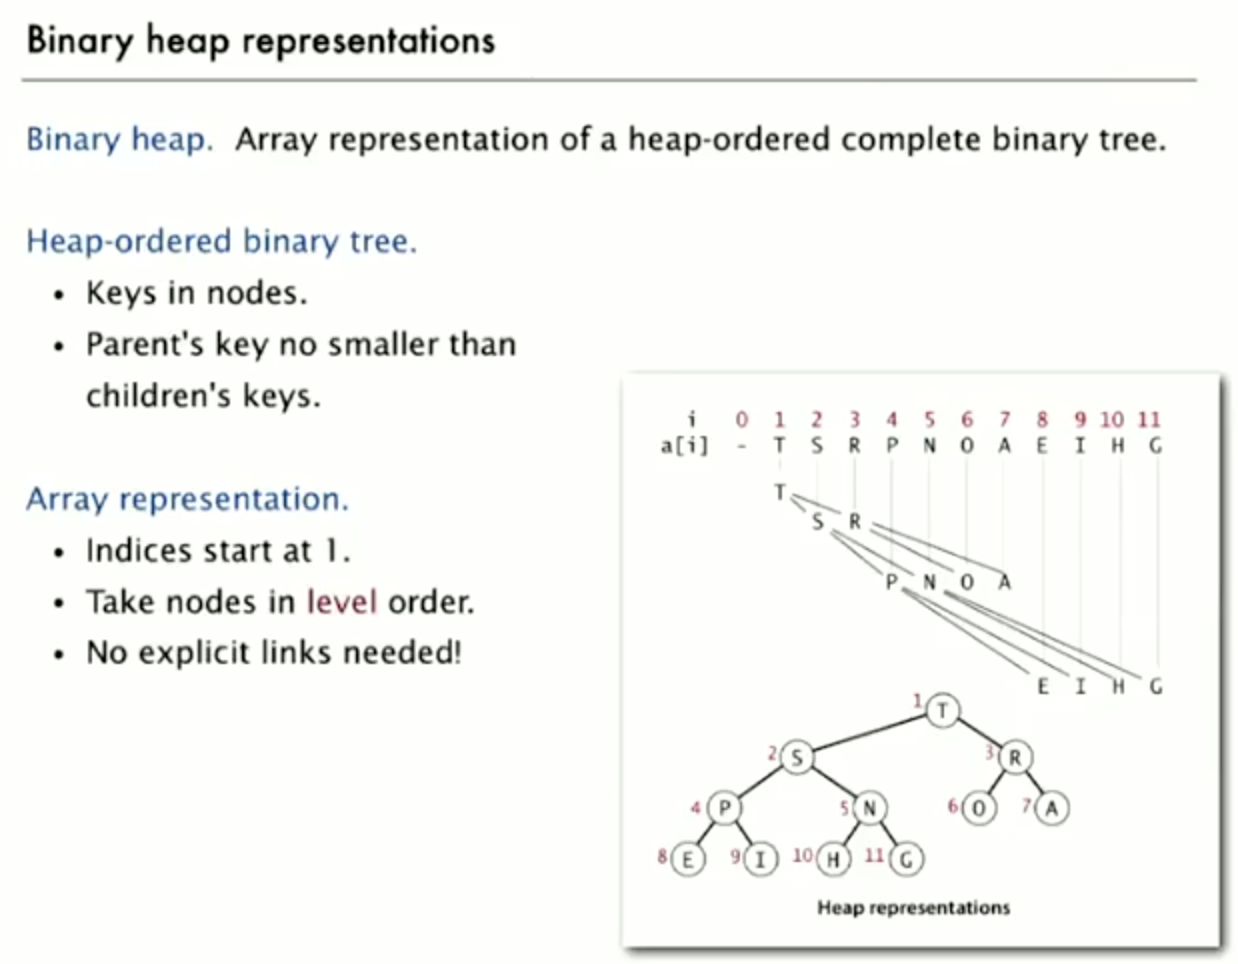 Binary heap representations
Binary heap. Array representation of a heap-ordered complete binary tree.
Heap-ordered binary tree.
• Keys in nodes.
• Parent's key no smaller than
children's keys.
Array representation.
• Indices start at 1.
• Take nodes in level order.
• No explicit links needed!
i 0 1 2 3 4 5 6 7 8 9 10 11
a[i] - T S R P N O A E I H G
T
S R
P N O A
E I H G
1 T
2 S 3 R
4 P 5 N 6 O 7 A
8 E 9 I 10 H 11 G
Heap representations